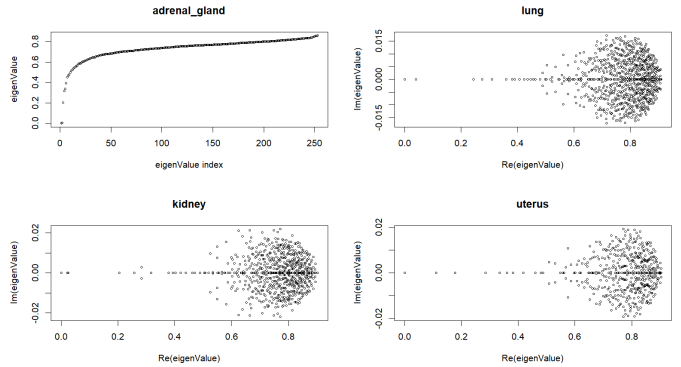 adrenal_gland
eigenValue
0.0 0.2 0.4 0.6 0.8
0 50 100 150 200 250
eigenValue index
lung
Im(eigenValue)
-0.015 0.000 0.015
0.0 0.2 0.4 0.6 0.8
Re(eigenValue)
kidney
Im(eigenValue)
-0.02 0.00 0.02
0.0 0.2 0.4 0.6 0.8
Re(eigenValue)
uterus
Im(eigenValue)
-0.02 0.00 0.02
0.0 0.2 0.4 0.6 0.8
Re(eigenValue)